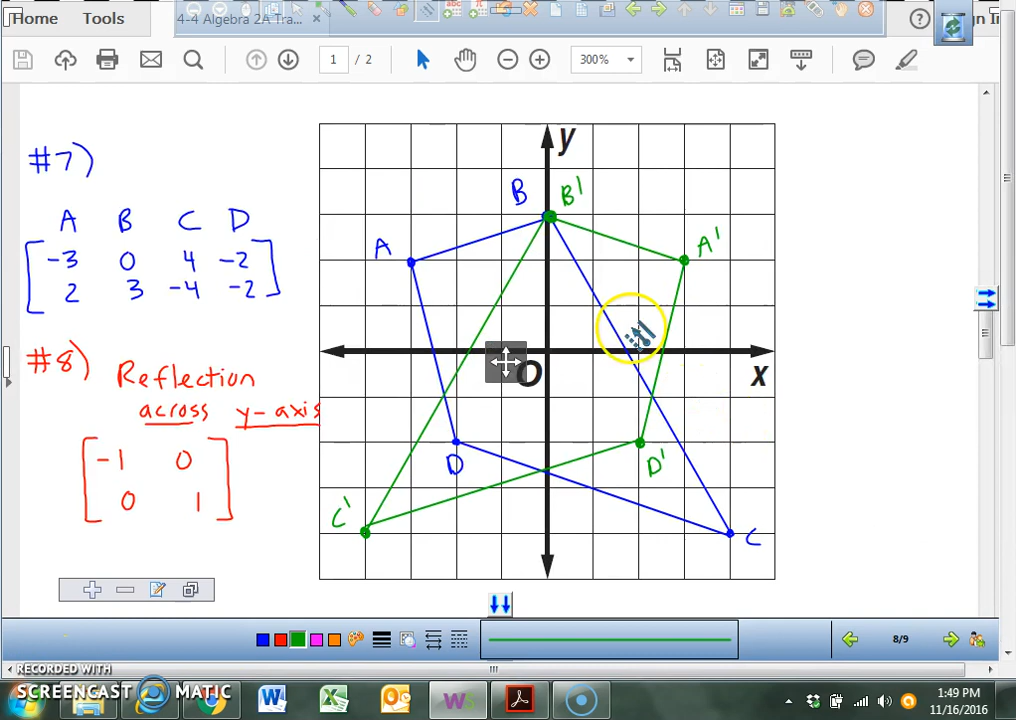 Home Tools 4-4 Algebra 2A Tra... × ? In
1 / 2 300%
#7)
A B C D
-3 0 4 -2
2 3 -4 -2
#8) Reflection
across y-axis
-1 0
0 1
y
B B'
A A'
O x
D D'
C' C
8/9
RECORDED WITH
SCREENCAST MATIC
W X O WS
1:49 PM
11/16/2016